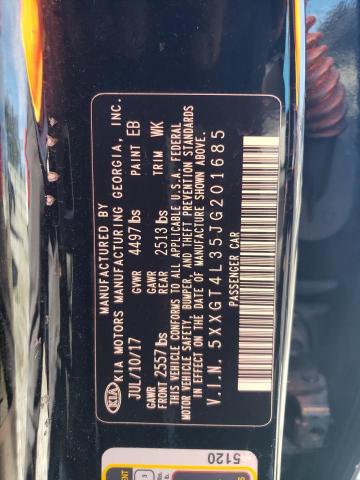 MANUFACTURED BY
KIA KIA MOTORS MANUFACTURING GEORGIA, INC.
JUL/10/17 GVWR 4497 lbs PAINT EB
GAWR FRONT 2557 lbs GAWR REAR 2513 lbs TRIM WK
THIS VEHICLE CONFORMS TO ALL APPLICABLE U.S.A. FEDERAL
MOTOR VEHICLE SAFETY, BUMPER, AND THEFT PREVENTION STANDARDS
IN EFFECT ON THE DATE OF MANUFACTURE SHOWN ABOVE.
V.I.N. 5XXGT4L35JG201685
PASSENGER CAR
5120